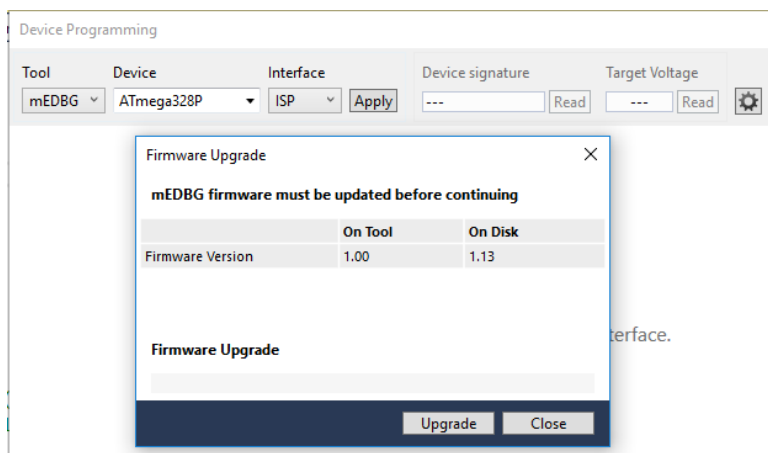 Device Programming
Tool Device Interface Device signature Target Voltage
mEDBG ATmega328P ISP Apply --- Read --- Read
Firmware Upgrade
mEDBG firmware must be updated before continuing
On Tool On Disk
Firmware Version 1.00 1.13
terface.
Firmware Upgrade
Upgrade Close